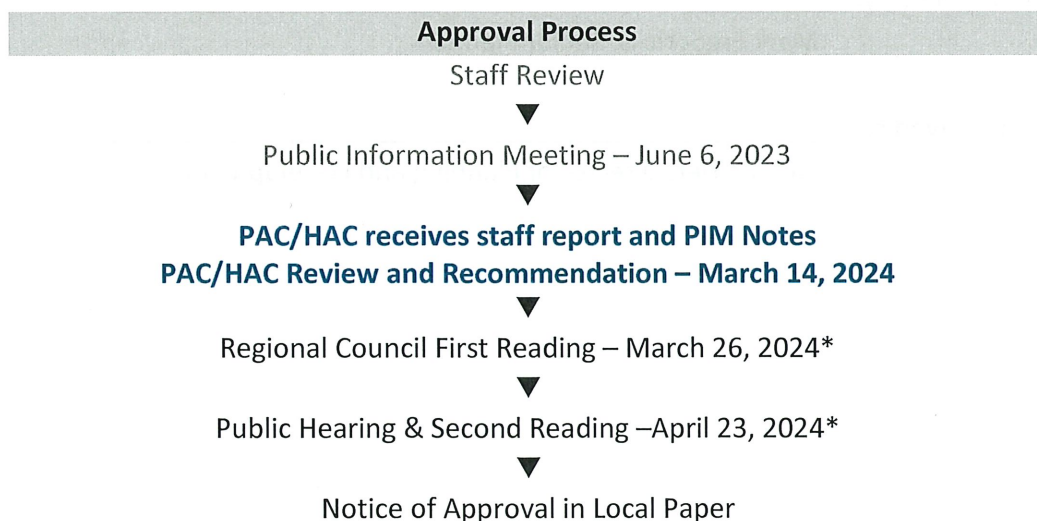 Approval Process
Staff Review
Public Information Meeting – June 6, 2023
PAC/HAC receives staff report and PIM Notes
PAC/HAC Review and Recommendation – March 14, 2024
Regional Council First Reading – March 26, 2024*
Public Hearing & Second Reading –April 23, 2024*
Notice of Approval in Local Paper